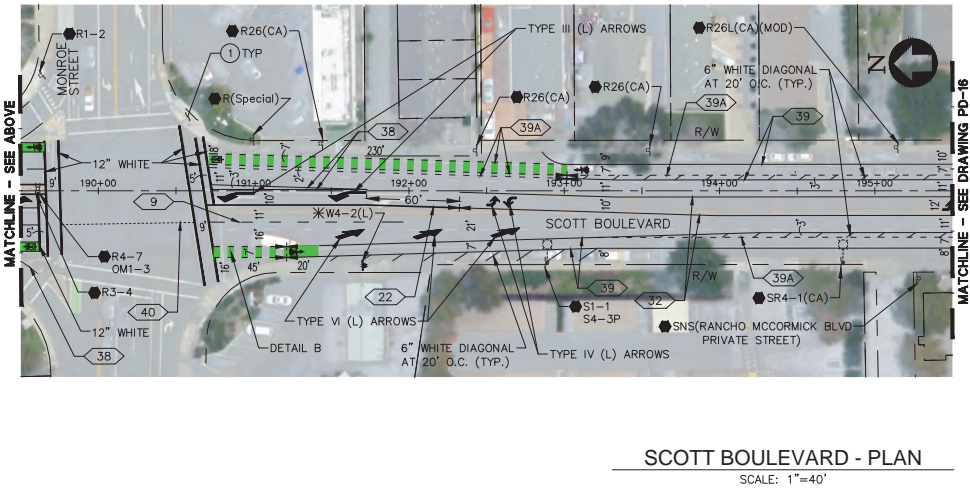 R1-2
R26(CA)
TYPE III (L) ARROWS
R26L(CA)(MOD)
MONROE
STREET
1 TYP
6" WHITE DIAGONAL
AT 20' O.C. (TYP.)
N
R(Special)
R26(CA)
R26(CA)
39A
39
38
39A
R/W
MATCHLINE - SEE ABOVE
MATCHLINE - SEE DRAWING PD-16
12" WHITE
230'
190+00
191+00
192+00
193+00
194+00
195+00
9
60'
W4-2(L)
SCOTT BOULEVARD
R4-7
OM1-3
16'
45'
20'
R3-4
22
39
32
R/W
39A
40
S1-1
S4-3P
SR4-1(CA)
12" WHITE
TYPE VI (L) ARROWS
SNS(RANCHO MCCORMICK BLVD
PRIVATE STREET)
38
DETAIL B
6" WHITE DIAGONAL
AT 20' O.C. (TYP.)
TYPE IV (L) ARROWS
SCOTT BOULEVARD - PLAN
SCALE: 1"=40'